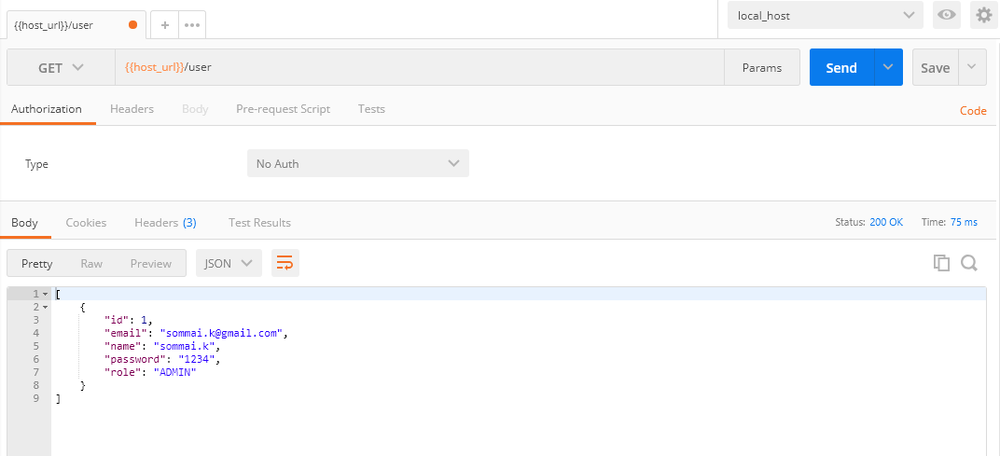 {{host_url}}/user + ••• local_host
GET {{host_url}}/user Params Send Save
Authorization Headers Body Pre-request Script Tests Code
Type No Auth
Body Cookies Headers (3) Test Results Status: 200 OK Time: 75 ms
Pretty Raw Preview JSON
1 [
2 {
3 "id": 1,
4 "email": "sommai.k@gmail.com",
5 "name": "sommai.k",
6 "password": "1234",
7 "role": "ADMIN"
8 }
9 ]